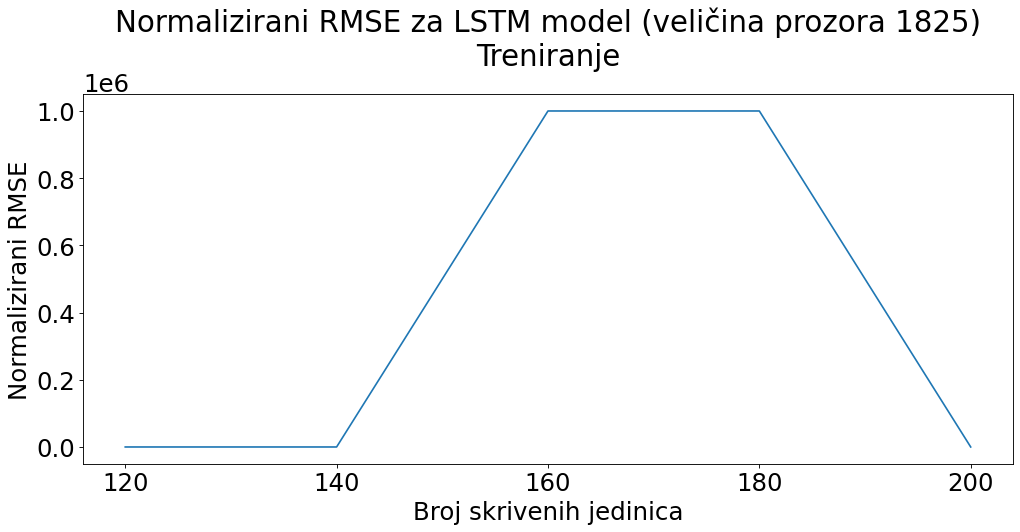 Normalizirani RMSE za LSTM model (veličina prozora 1825)
Treniranje
1e6
1.0
0.8
0.6
0.4
0.2
0.0
Normalizirani RMSE
120 140 160 180 200
Broj skrivenih jedinica